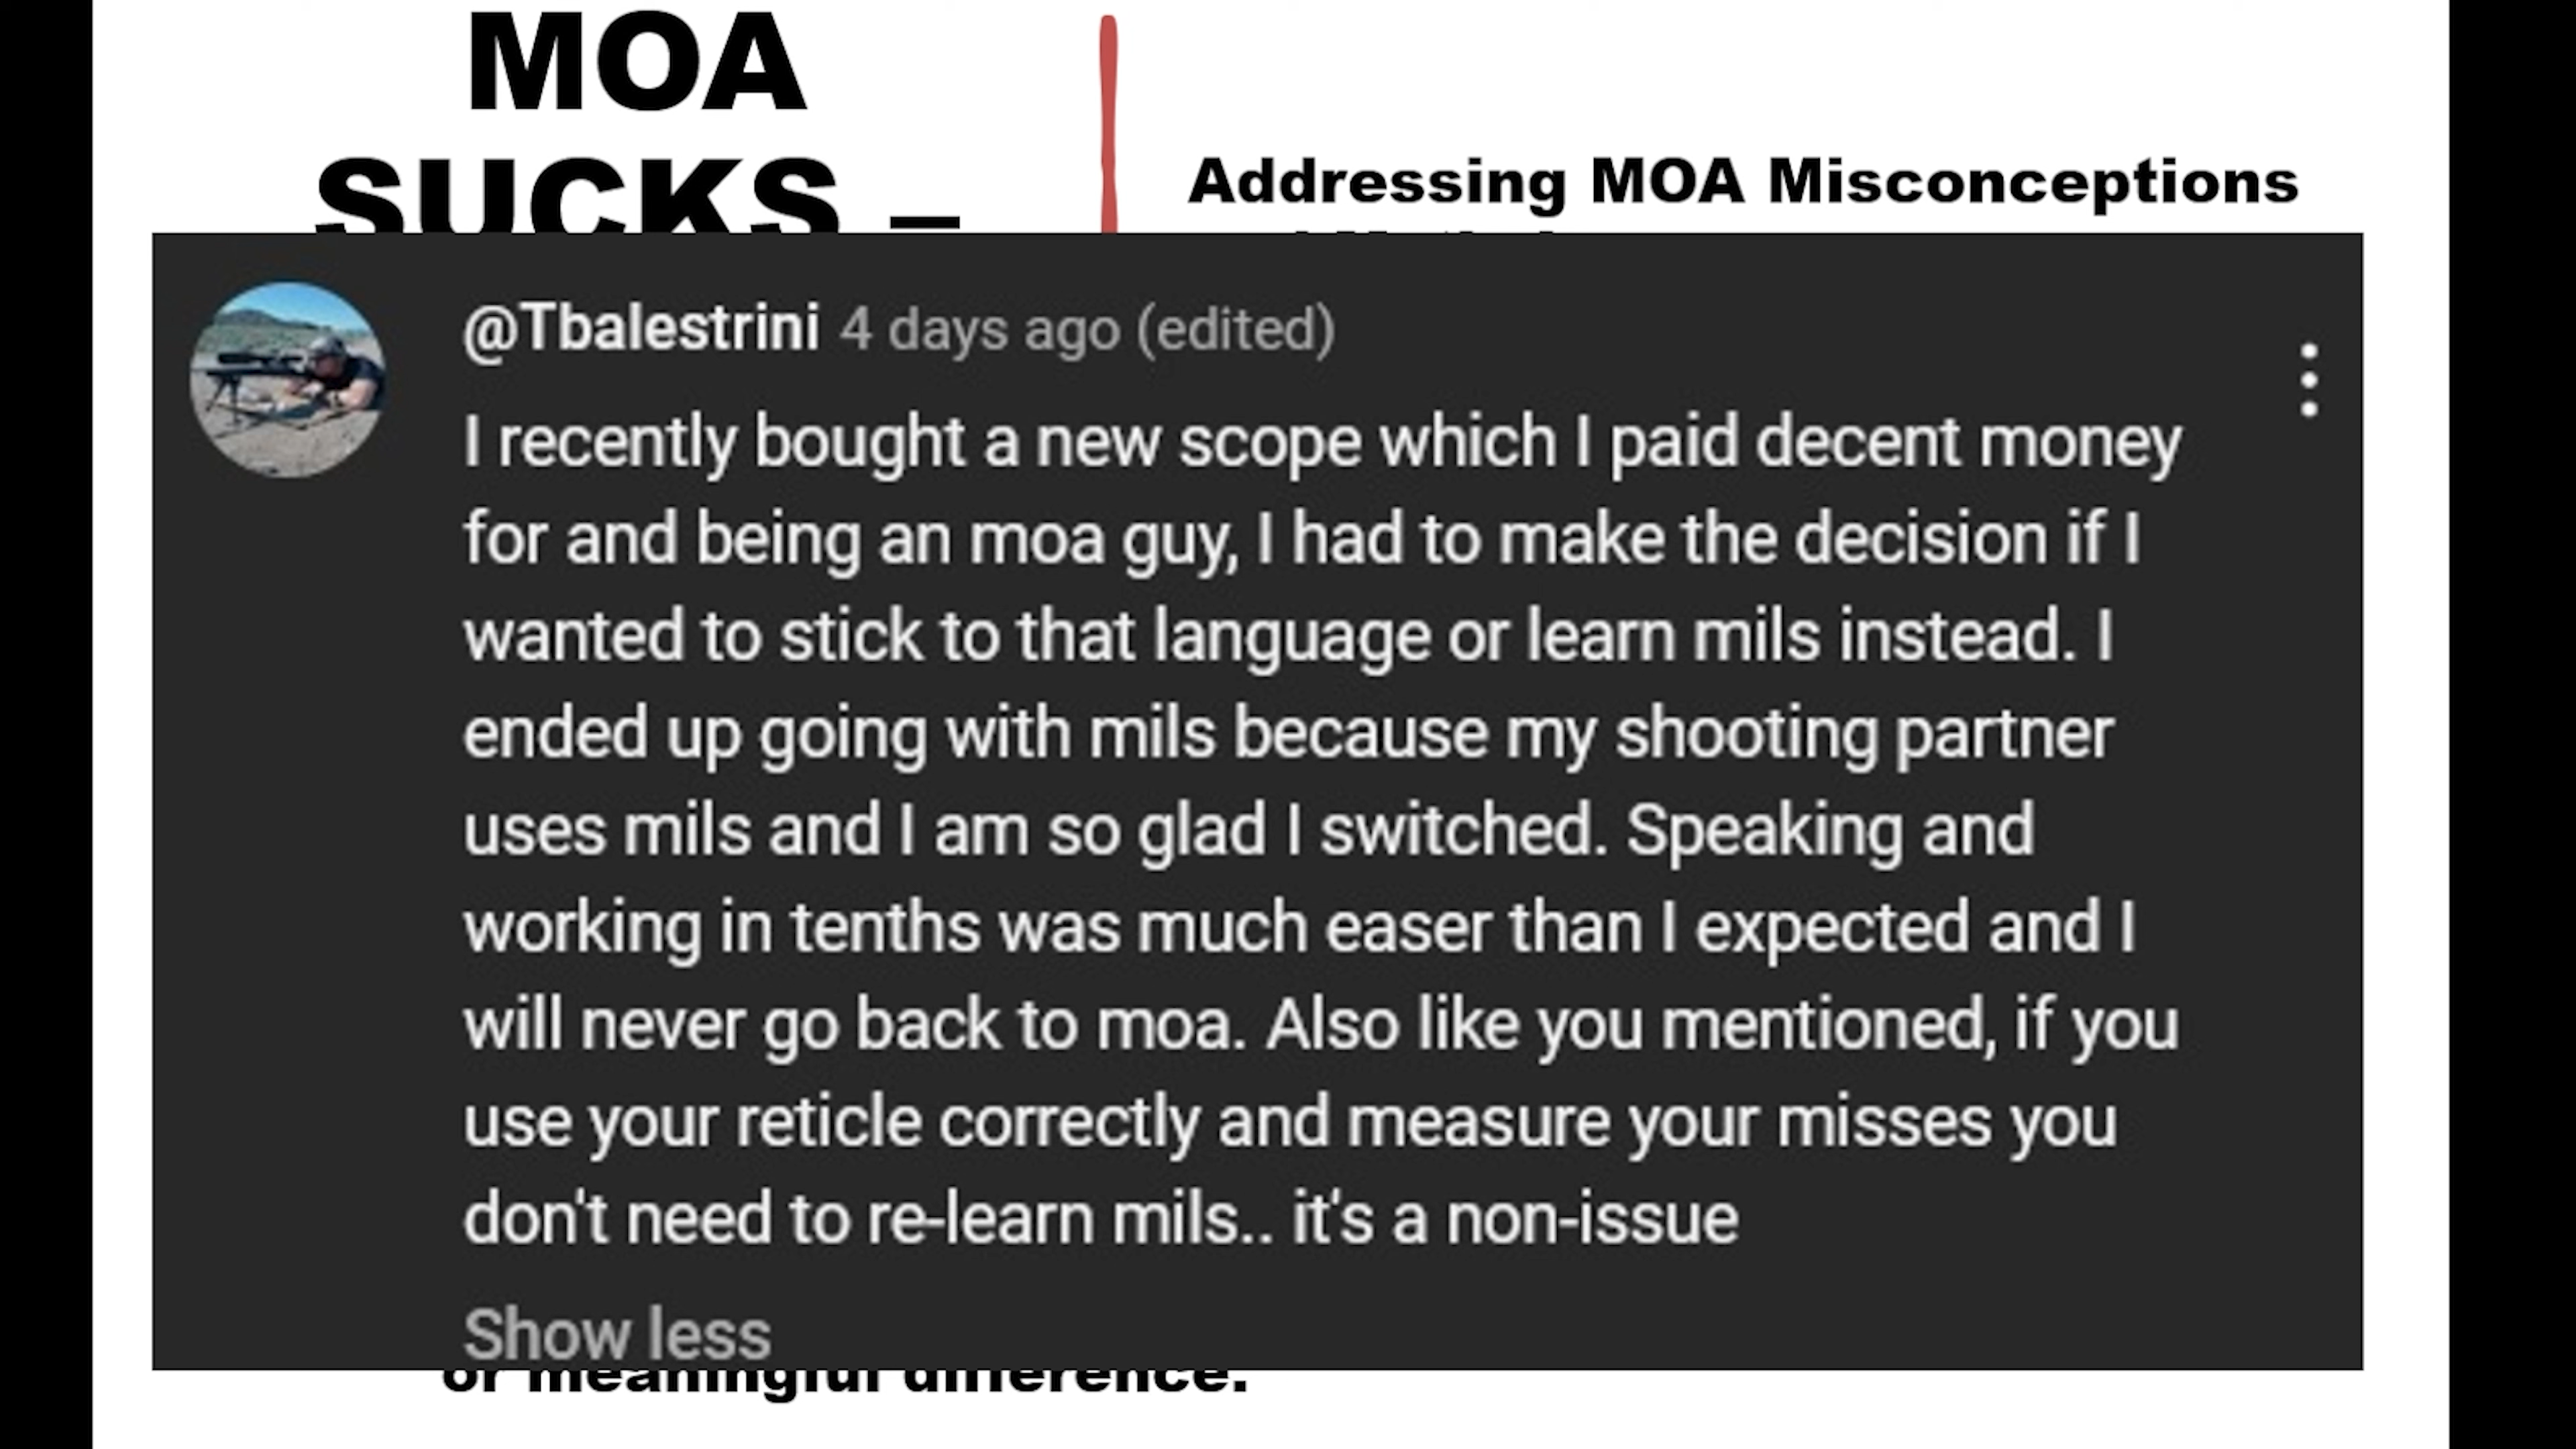 MOA
SUCKS –
Addressing MOA Misconceptions
@Tbalestrini 4 days ago (edited)
I recently bought a new scope which I paid decent money
for and being an moa guy, I had to make the decision if I
wanted to stick to that language or learn mils instead. I
ended up going with mils because my shooting partner
uses mils and I am so glad I switched. Speaking and
working in tenths was much easer than I expected and I
will never go back to moa. Also like you mentioned, if you
use your reticle correctly and measure your misses you
don't need to re-learn mils.. it's a non-issue
Show less
or meaningful difference.